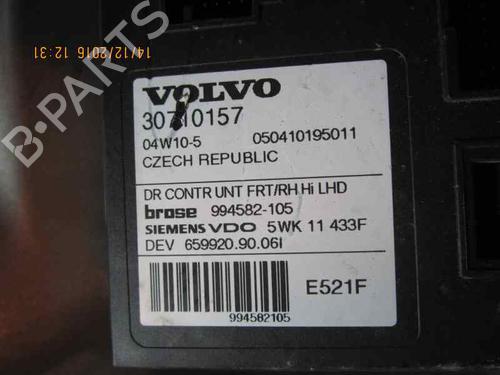 14/12/2016 12:31
B-PARTS
VOLVO
30710157
04W10-5 050410195011
CZECH REPUBLIC
DR CONTR UNT FRT/RH Hi LHD
brose 994582-105
SIEMENS VDO 5WK 11 433F
DEV 659920.90.06I
E521F
994582105